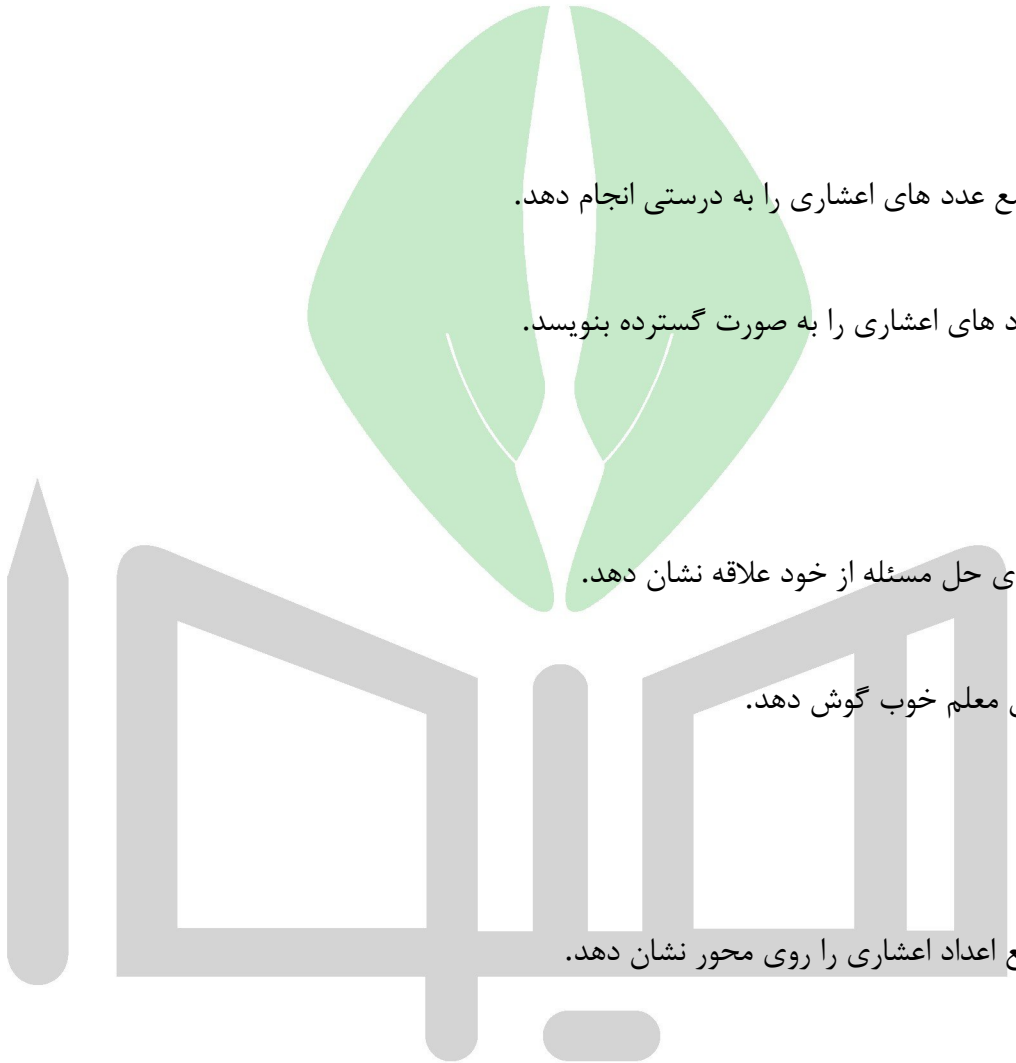 عدد های اعشاری را به درستی انجام دهد.
های اعشاری را به صورت گسترده بنویسد.
حل مسئله از خود علاقه نشان دهد.
معلم خوب گوش دهد.
اعداد اعشاری را روی محور نشان دهد.